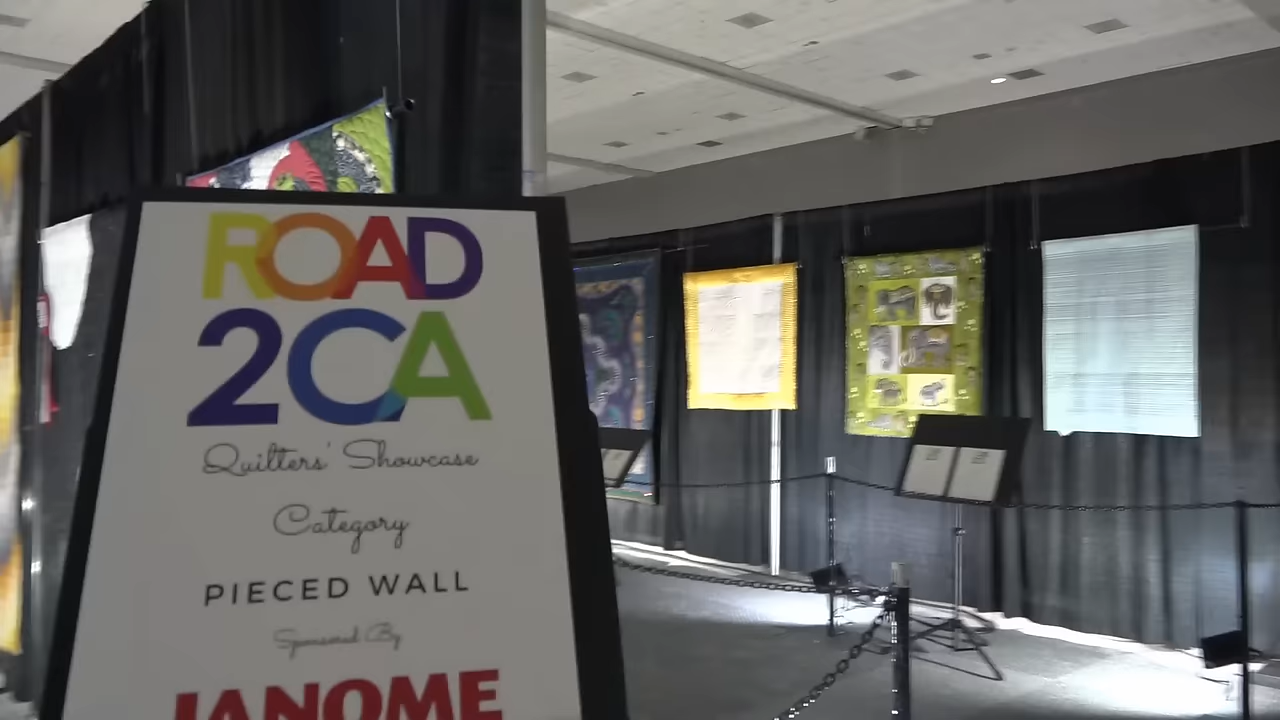 ROAD
2CA
Quilters' Showcase
Category
PIECED WALL
Sponsored By
JANOME